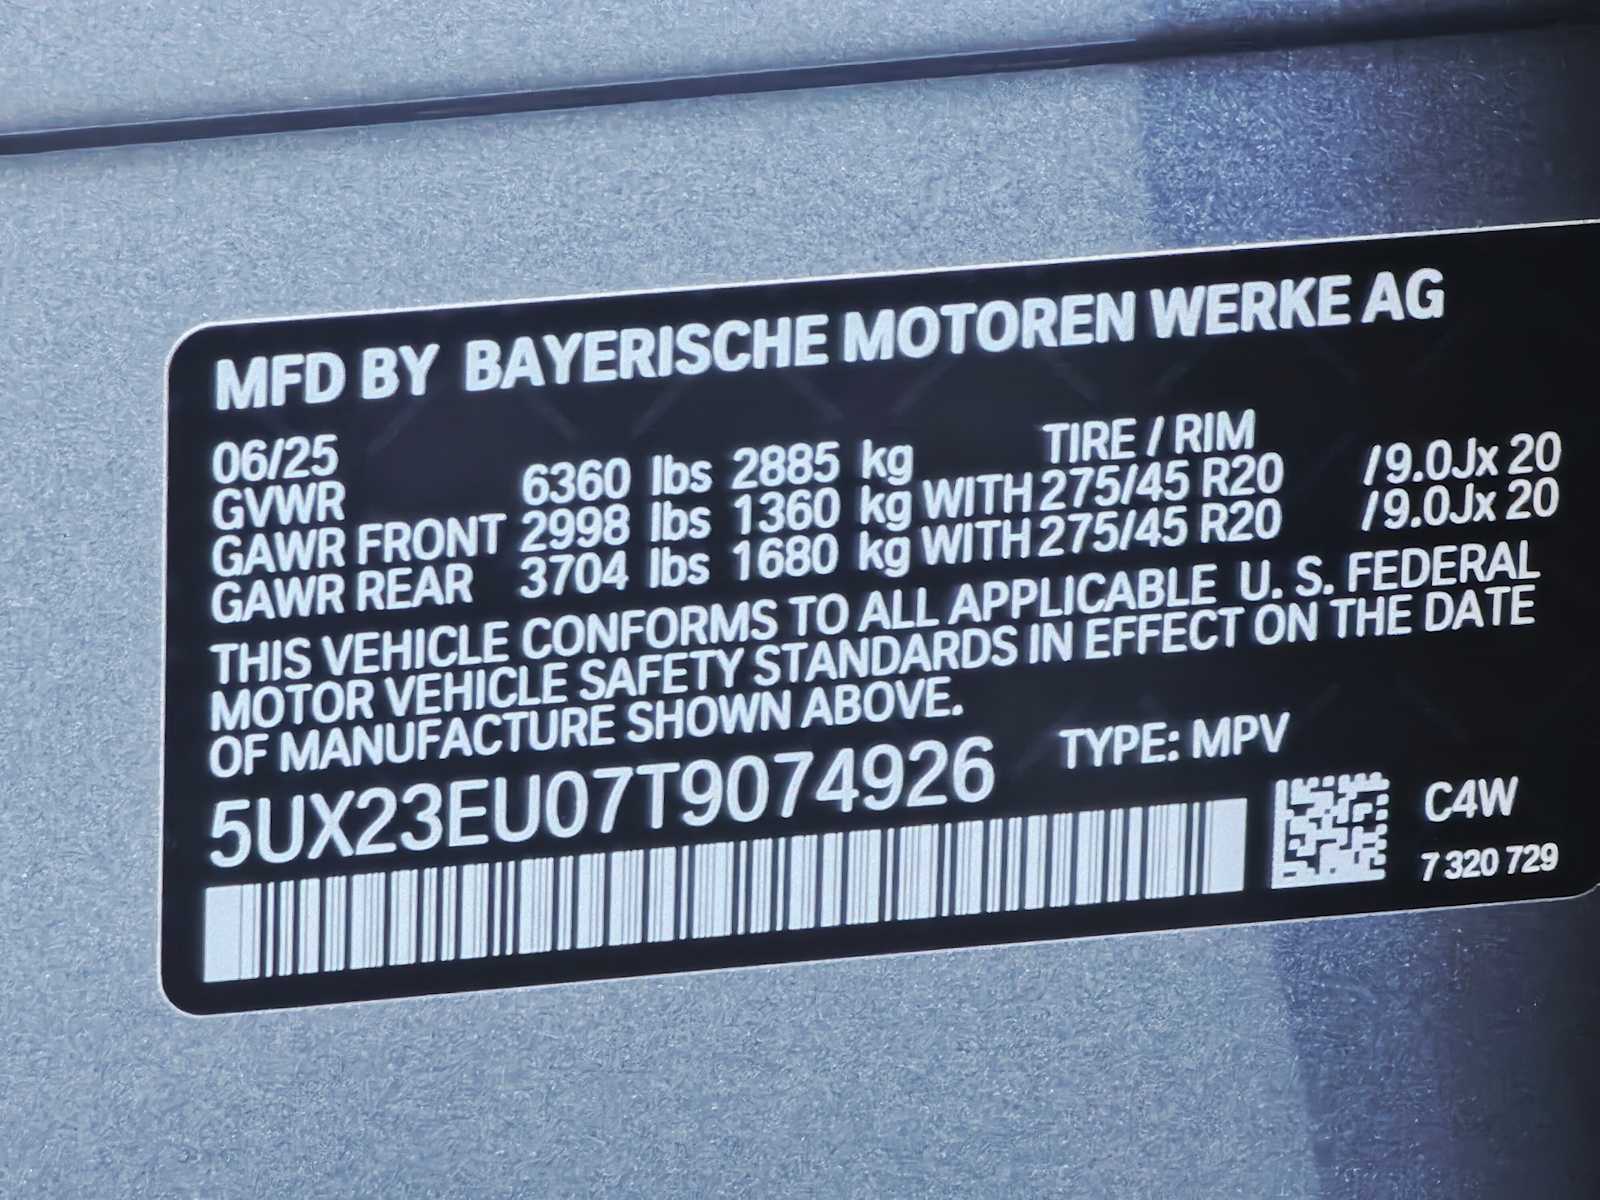 MFD BY BAYERISCHE MOTOREN WERKE AG
06/25 TIRE / RIM
GVWR 6360 lbs 2885 kg
GAWR FRONT 2998 lbs 1360 kg WITH 275/45 R20 /9.0Jx 20
GAWR REAR 3704 lbs 1680 kg WITH 275/45 R20 /9.0Jx 20
THIS VEHICLE CONFORMS TO ALL APPLICABLE U. S. FEDERAL
MOTOR VEHICLE SAFETY STANDARDS IN EFFECT ON THE DATE
OF MANUFACTURE SHOWN ABOVE.
5UX23EU07T9074926 TYPE: MPV
C4W
7 320 729